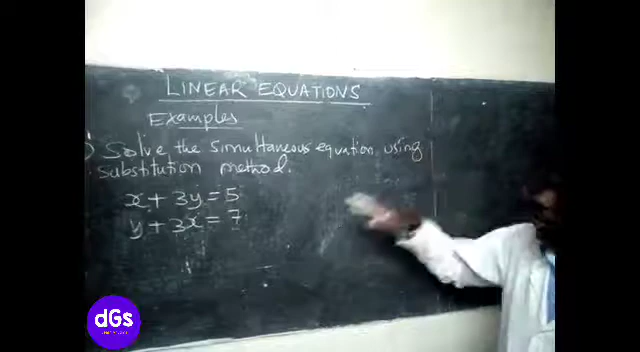 LINEAR EQUATIONS
Examples
Solve the simultaneous equation using
substitution method.
x + 3y = 5
y + 3x = 7
dGs